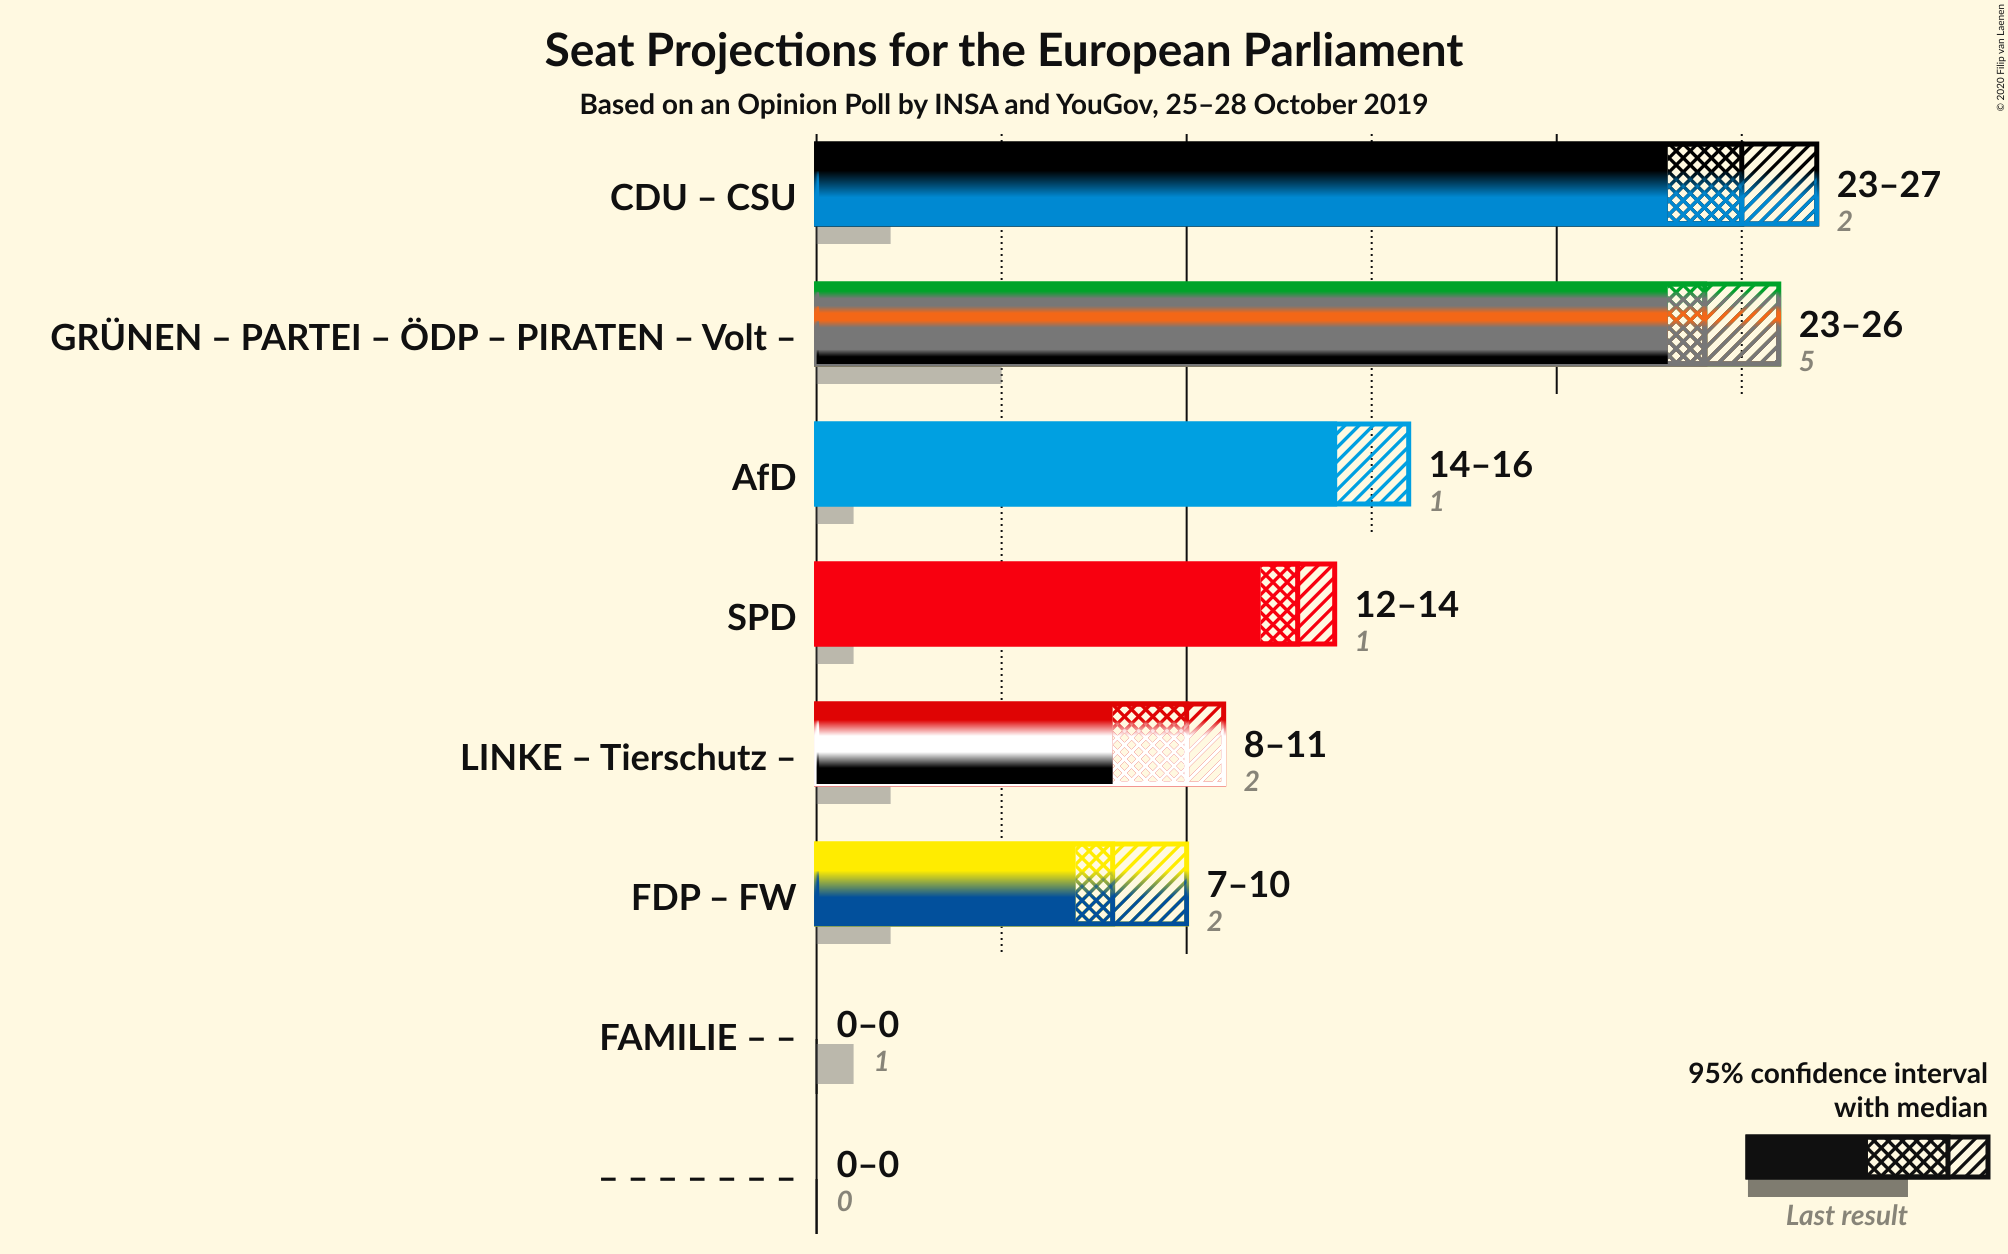 Seat Projections for the European Parliament
Based on an Opinion Poll by INSA and YouGov, 25–28 October 2019
© 2020 Filip van Laenen
CDU – CSU
23–27
2
GRÜNEN – PARTEI – ÖDP – PIRATEN – Volt –
23–26
5
AfD
14–16
1
SPD
12–14
1
LINKE – Tierschutz –
8–11
2
FDP – FW
7–10
2
FAMILIE – –
0–0
1
– – – – – – –
0–0
0
95% confidence interval
with median
Last result